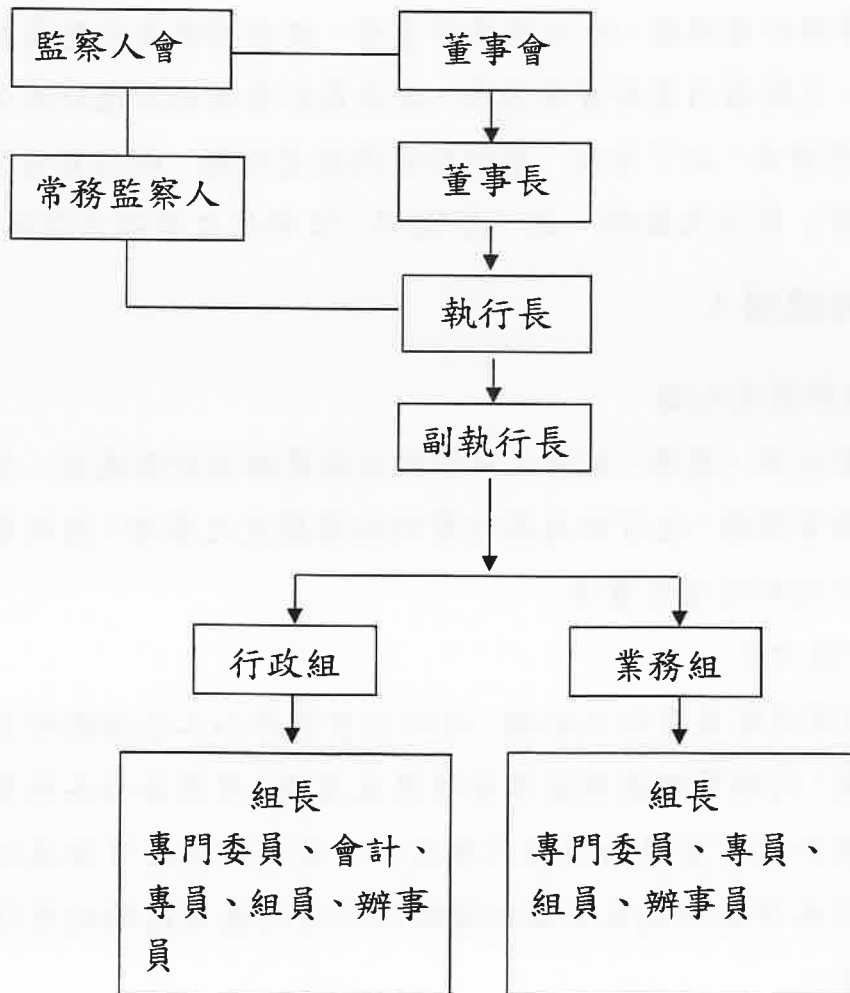 監察人會
董事會
常務監察人
董事長
執行長
副執行長
行政組
業務組
組長
專門委員、會計
專員、組員、辦事
員
組長
專門委員、專員、
組員、辦事員